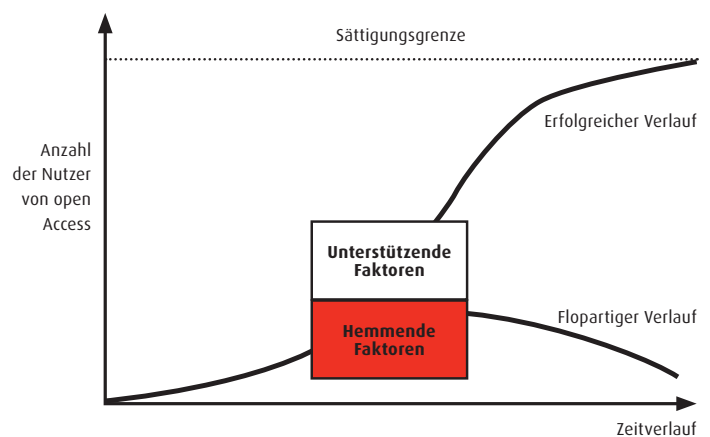 Sättigungsgrenze
Erfolgreicher Verlauf
Anzahl
der Nutzer
von open
Access
Unterstützende
Faktoren
Hemmende
Faktoren
Flopartiger Verlauf
Zeitverlauf